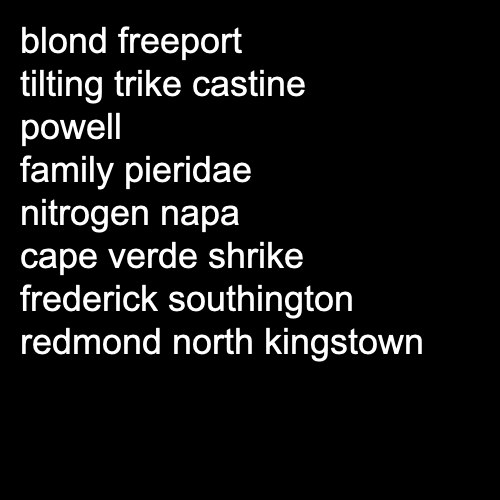 blond freeport
tilting trike castine
powell
family pieridae
nitrogen napa
cape verde shrike
frederick southington
redmond north kingstown